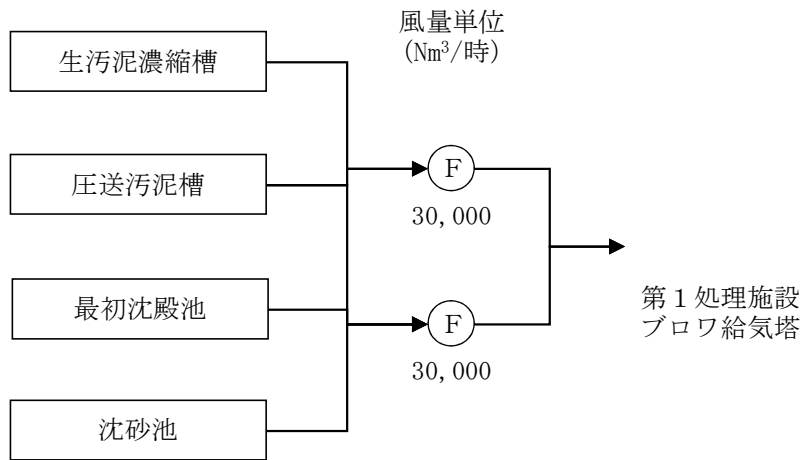 風量単位
(Nm³/時)
生汚泥濃縮槽
圧送汚泥槽
最初沈殿池
沈砂池
F
30,000
F
30,000
第1処理施設
ブロワ給気塔